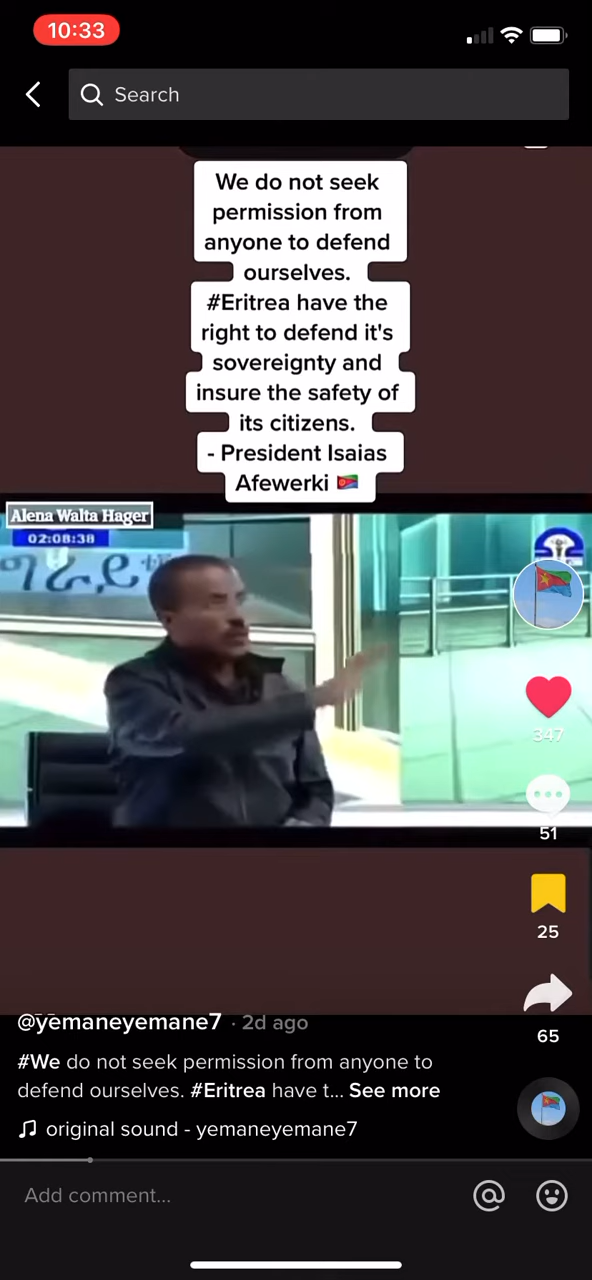 10:33
Search
We do not seek
permission from
anyone to defend
ourselves.
#Eritrea have the
right to defend it's
sovereignty and
insure the safety of
its citizens.
- President Isaias
Afewerki 🇪🇷
Alena Walta Hager
02:08:38
ግራይ
347
51
25
65
@yemaneyemane7 · 2d ago
#We do not seek permission from anyone to
defend ourselves. #Eritrea have t... See more
original sound - yemaneyemane7
Add comment...